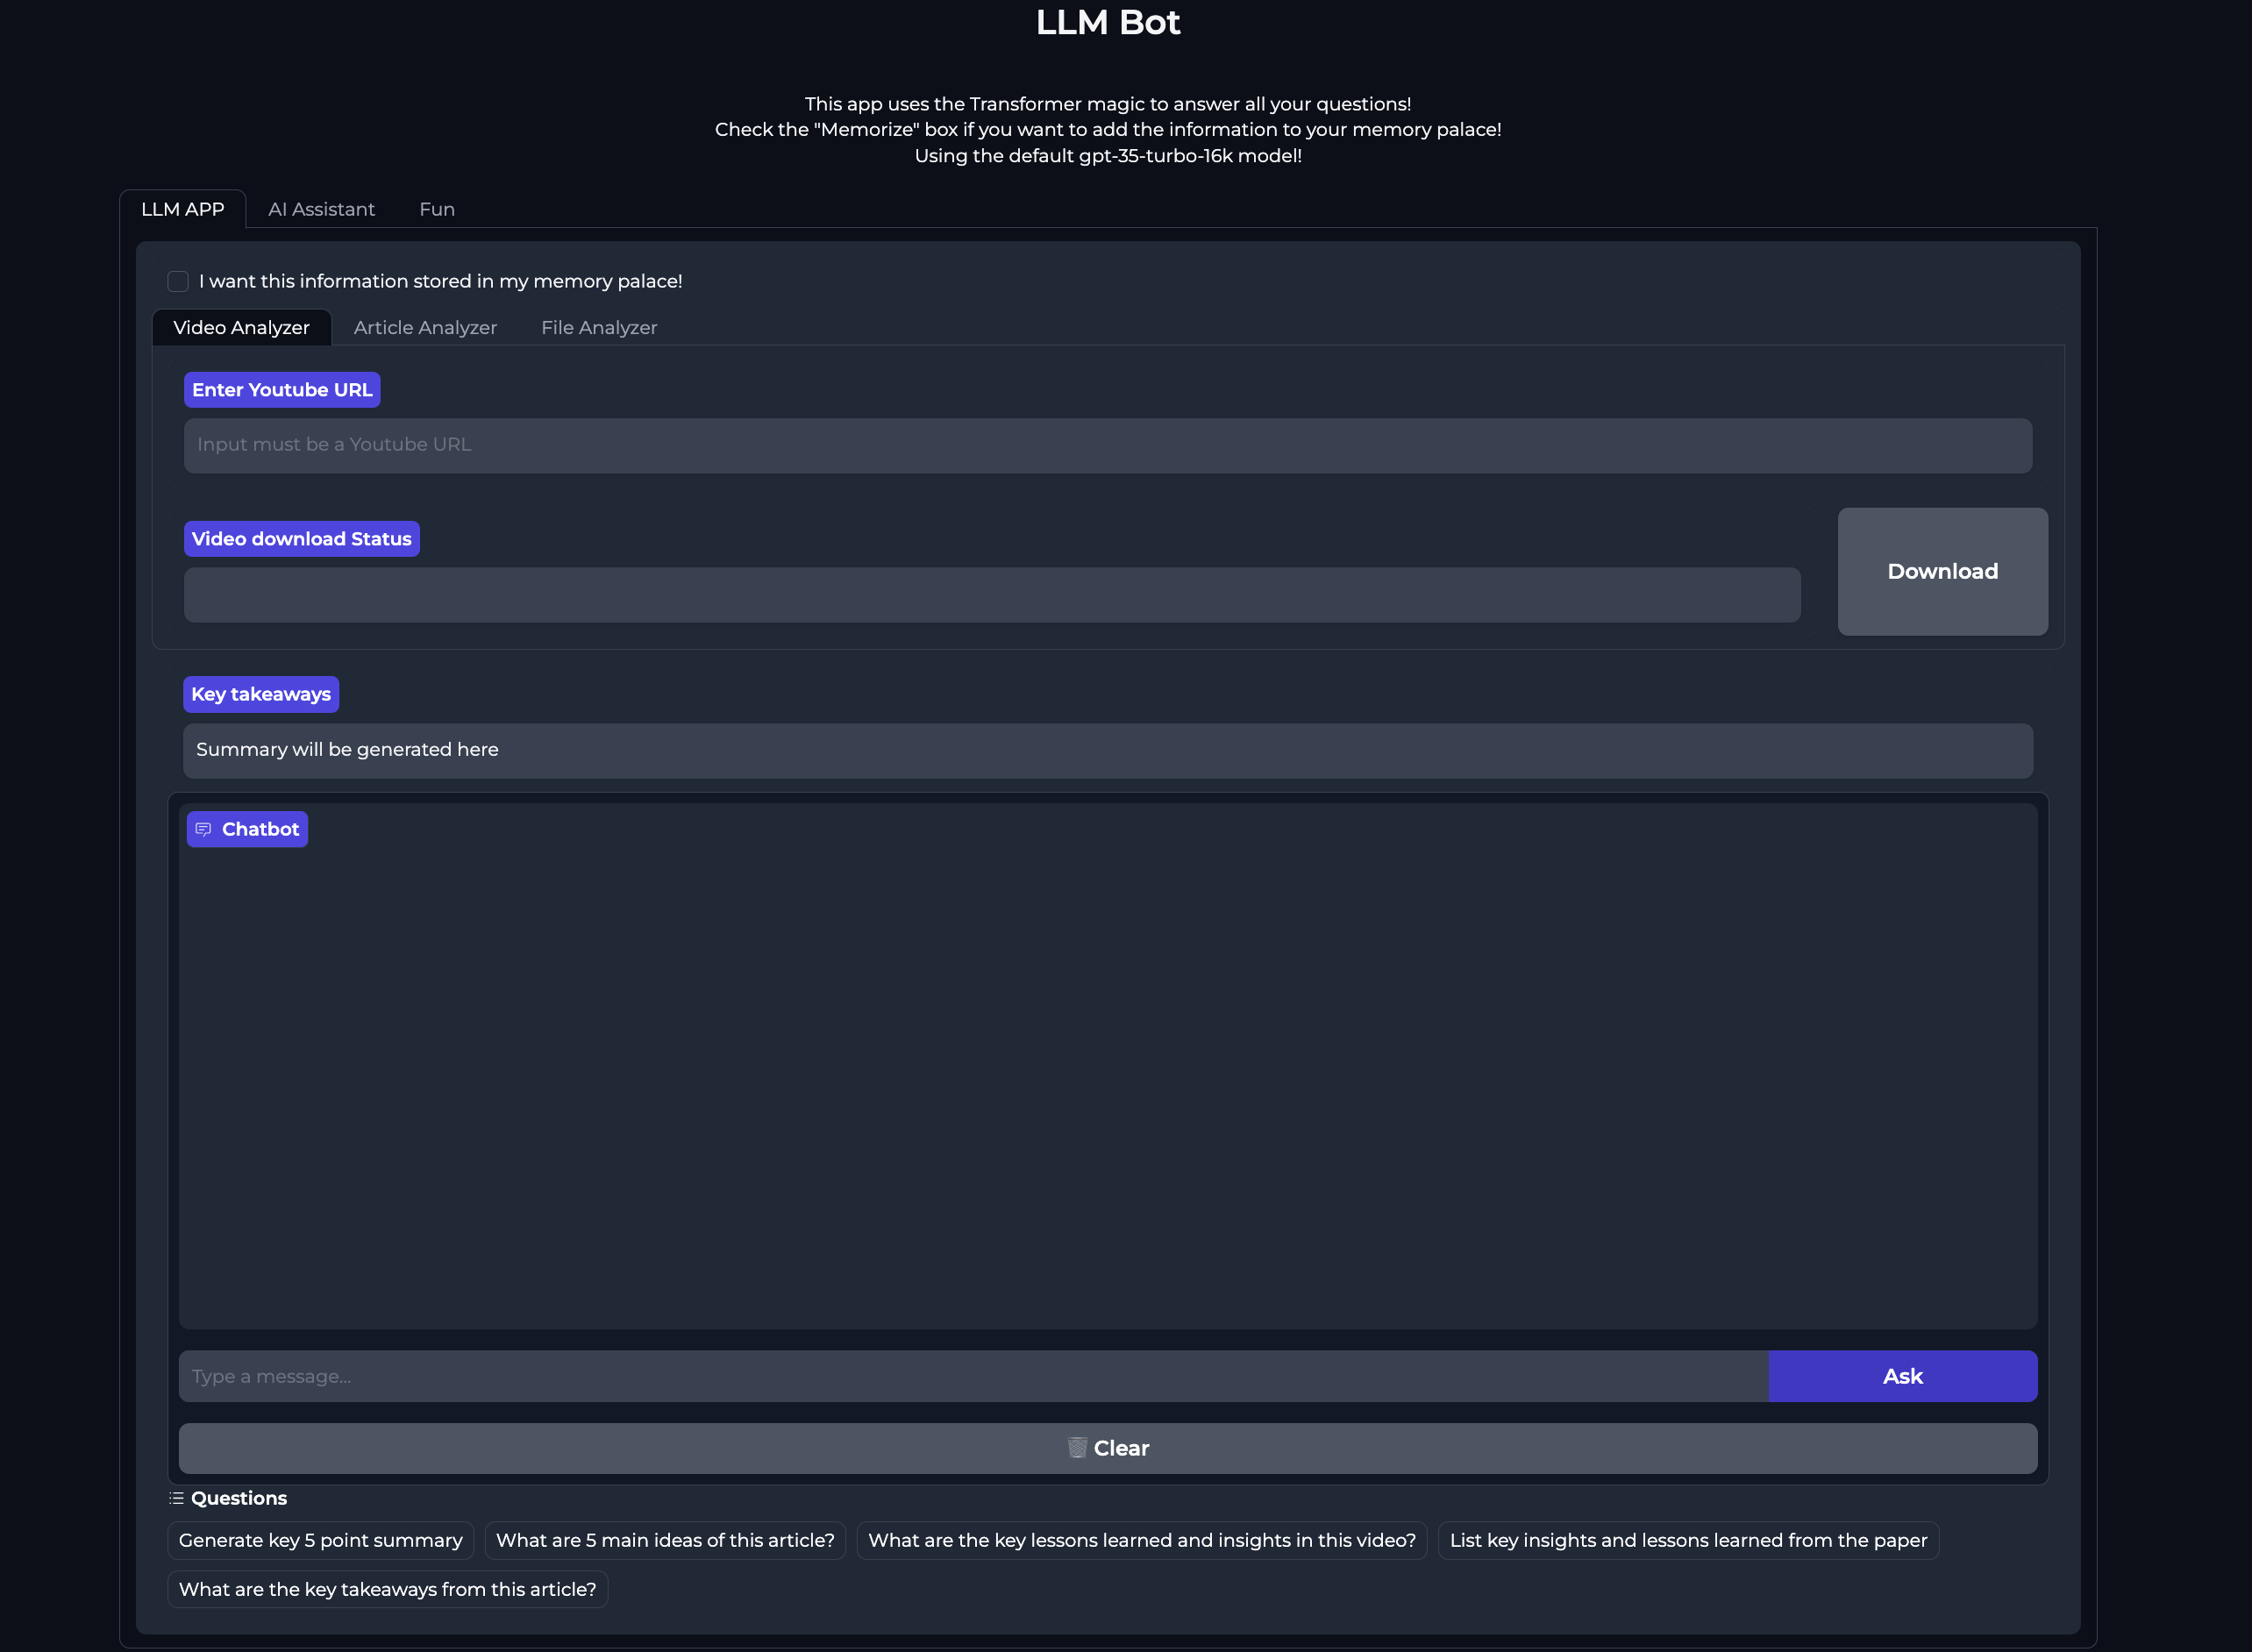 LLM Bot
This app uses the Transformer magic to answer all your questions!
Check the "Memorize" box if you want to add the information to your memory palace!
Using the default gpt-35-turbo-16k model!
LLM APP AI Assistant Fun
I want this information stored in my memory palace!
Video Analyzer Article Analyzer File Analyzer
Enter Youtube URL
Input must be a Youtube URL
Video download Status
Download
Key takeaways
Summary will be generated here
Chatbot
Type a message... Ask
Clear
Questions
Generate key 5 point summary What are 5 main ideas of this article? What are the key lessons learned and insights in this video? List key insights and lessons learned from the paper
What are the key takeaways from this article?